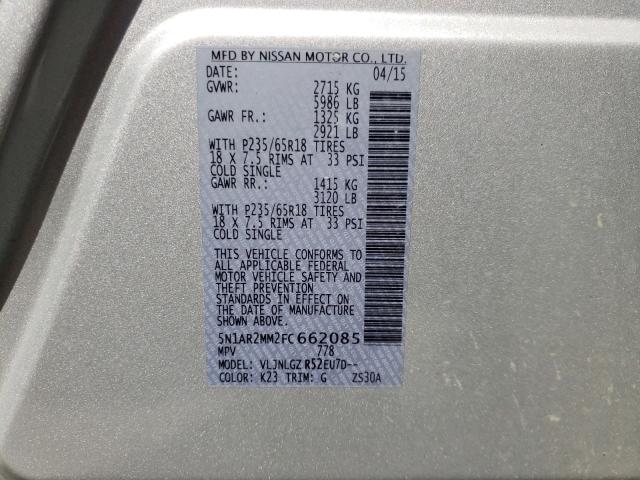 MFD BY NISSAN MOTOR CO., LTD.
DATE: 04/15
GVWR: 2715 KG
5986 LB
GAWR FR.: 1325 KG
2921 LB
WITH P235/65R18 TIRES
18 X 7.5 RIMS AT 33 PSI
COLD SINGLE
GAWR RR.: 1415 KG
3120 LB
WITH P235/65R18 TIRES
18 X 7.5 RIMS AT 33 PSI
COLD SINGLE
THIS VEHICLE CONFORMS TO
ALL APPLICABLE FEDERAL
MOTOR VEHICLE SAFETY AND
THEFT PREVENTION
STANDARDS IN EFFECT ON
THE DATE OF MANUFACTURE
SHOWN ABOVE.
5N1AR2MM2FC662085
MPV 778
MODEL: VLJNLGZ R52EU7D--
COLOR: K23 TRIM: G ZS30A